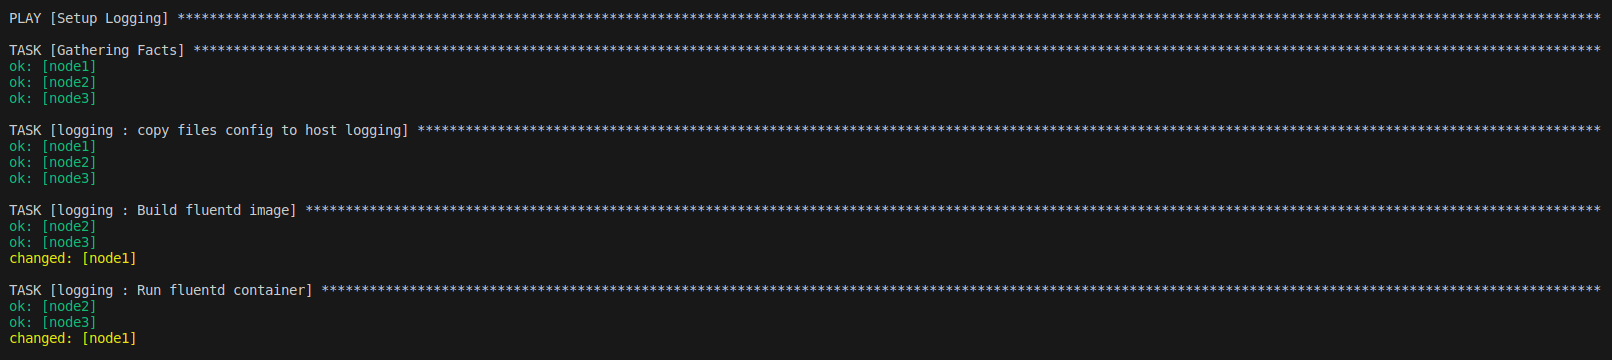 PLAY [Setup Logging] **********************************************************************************************************************************************************************************
TASK [Gathering Facts] ********************************************************************************************************************************************************************************
ok: [node1]
ok: [node2]
ok: [node3]
TASK [logging : copy files config to host logging] ****************************************************************************************************************************************************
ok: [node1]
ok: [node2]
ok: [node3]
TASK [logging : Build fluentd image] ******************************************************************************************************************************************************************
ok: [node2]
ok: [node3]
changed: [node1]
TASK [logging : Run fluentd container] ****************************************************************************************************************************************************************
ok: [node2]
ok: [node3]
changed: [node1]